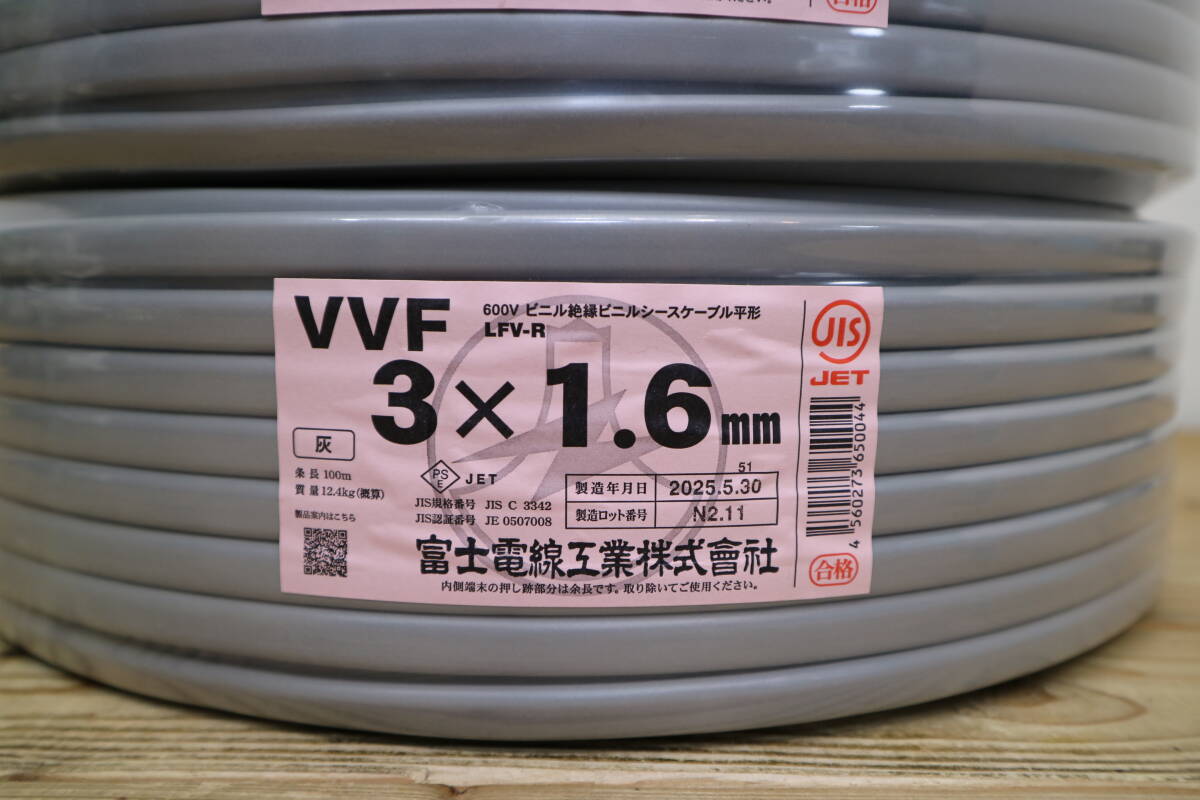 合格
VVF
600V ビニル絶縁ビニルシースケーブル平形
LFV-R
3×1.6mm
灰
条長 100m
質量 12.4kg(概算)
製品案内はこちら
PS
E
JET
JIS規格番号 JIS C 3342
JIS認証番号 JE 0507008
51
製造年月日 2025.5.30
製造ロット番号 N2.11
富士電線工業株式會社
内側端末の押し跡部分は余長です。取り除いてご使用ください。
JIS
JET
4 560273 650044
合格